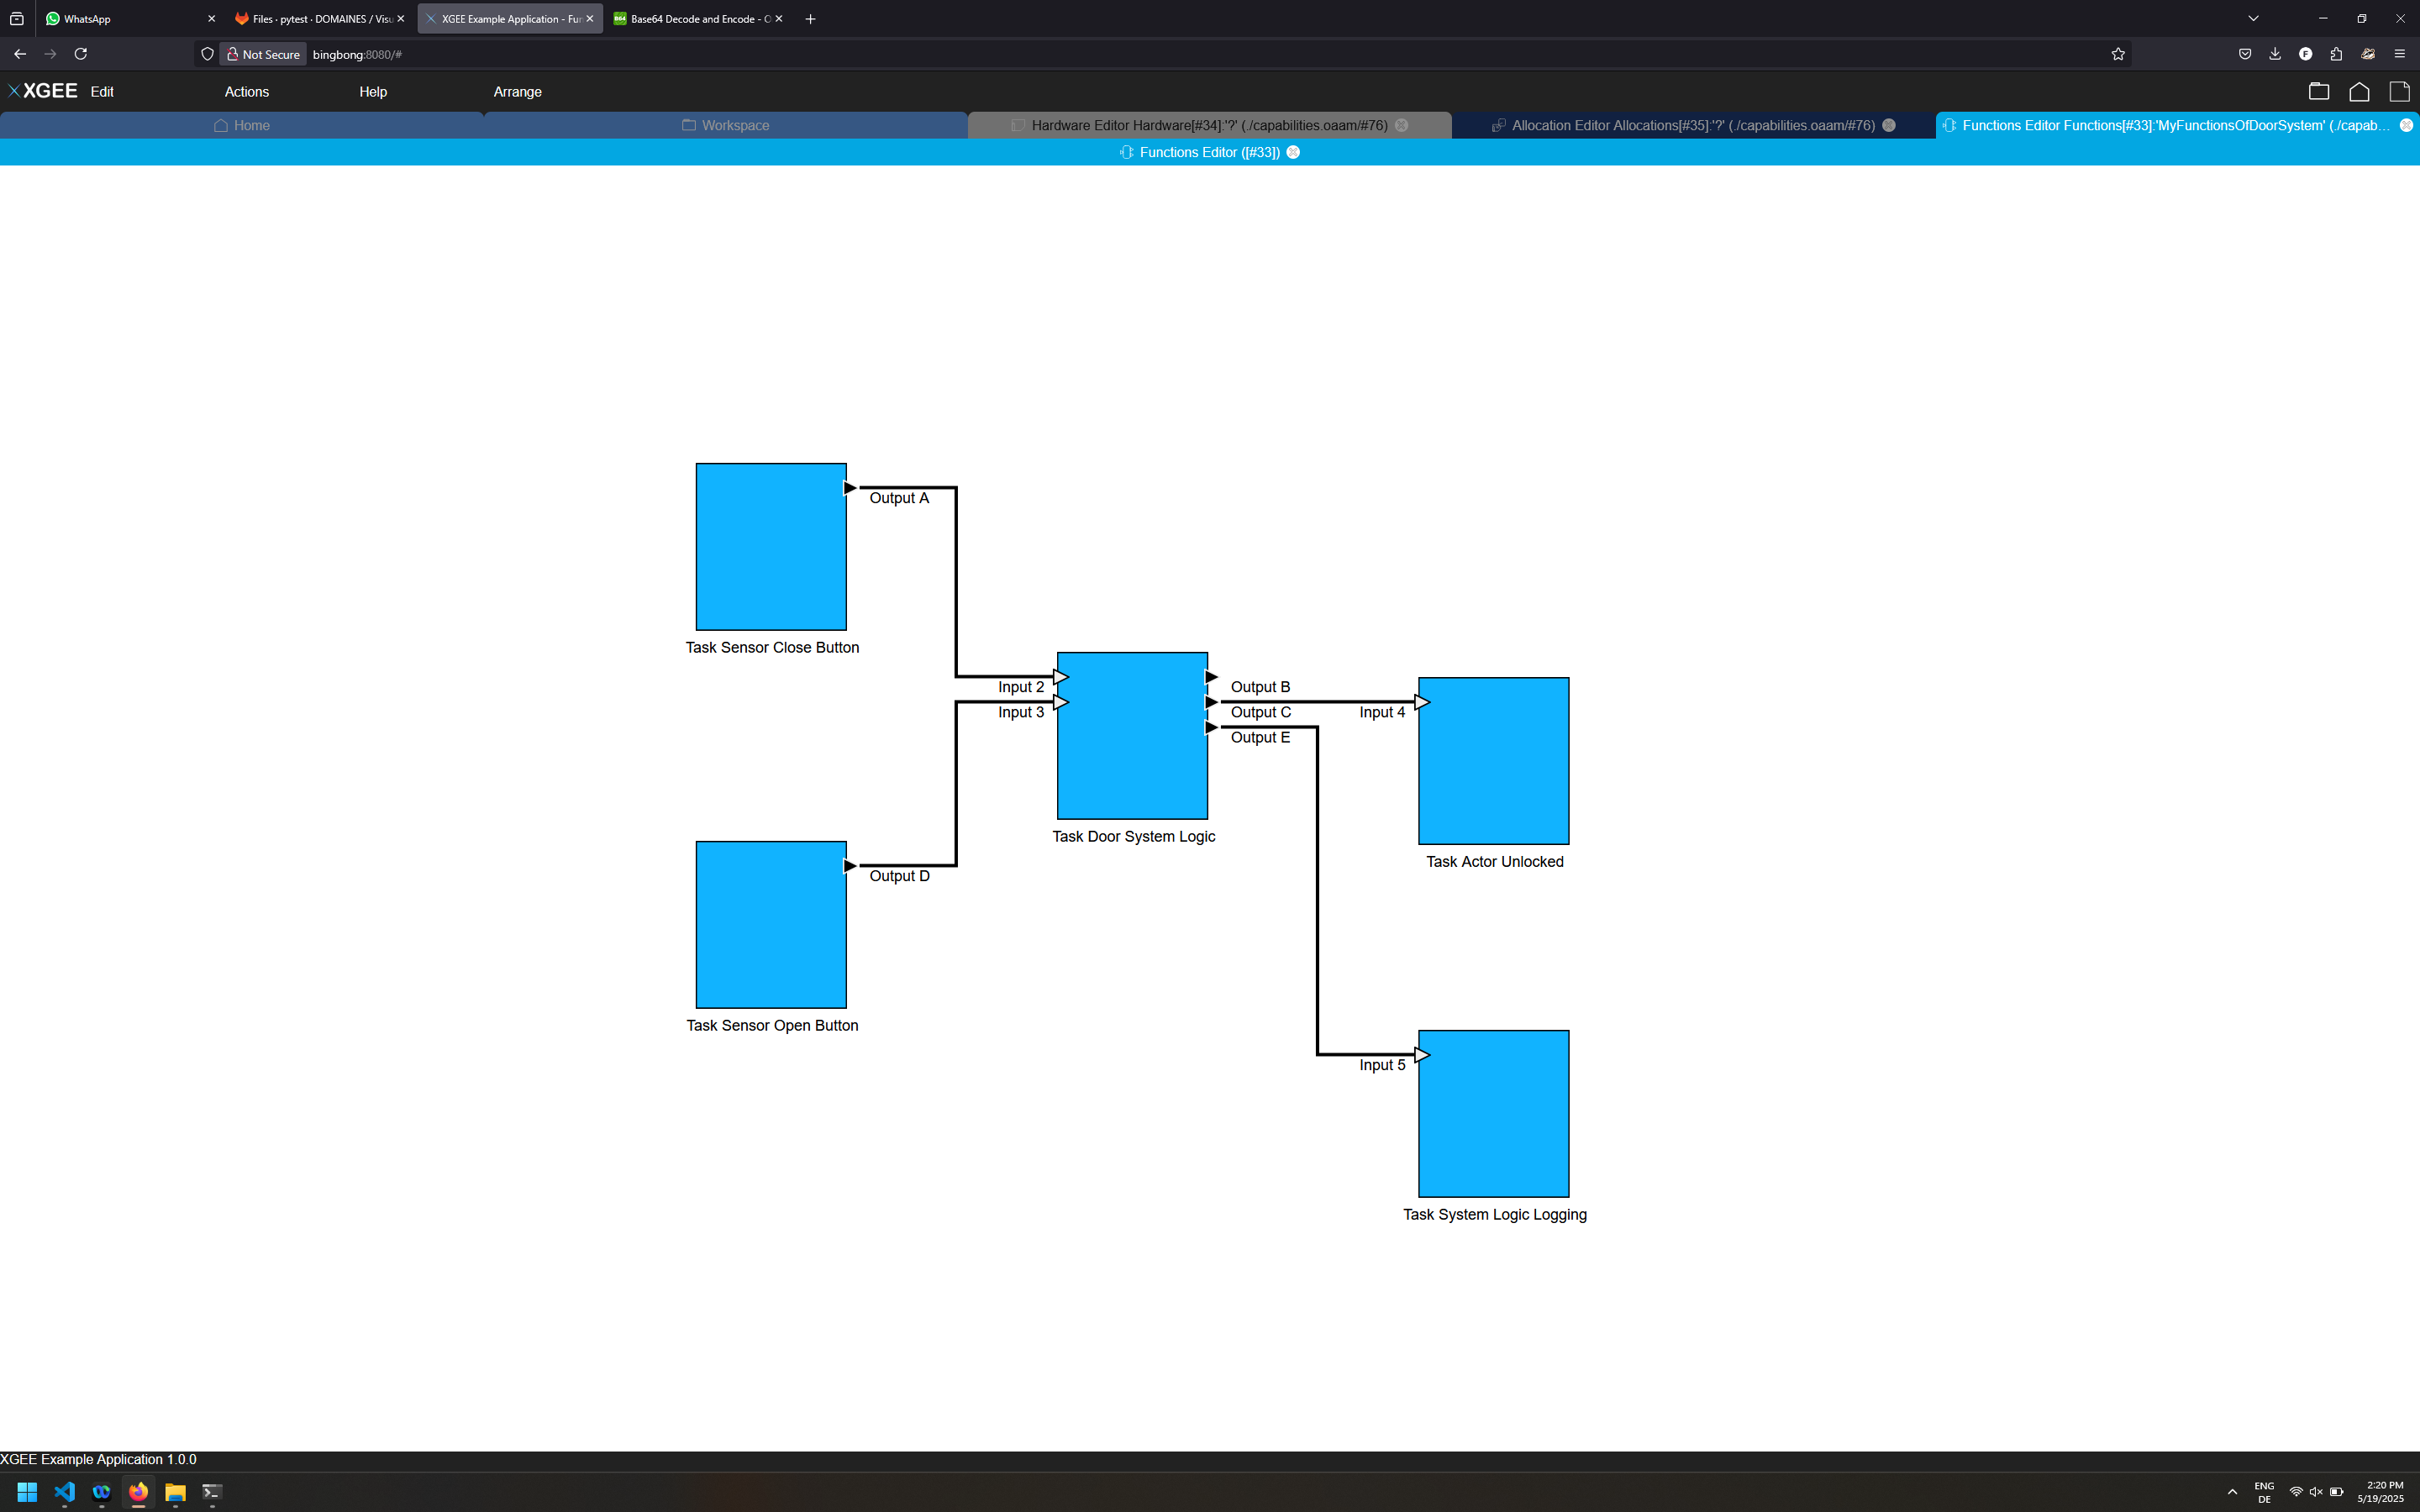 WhatsApp
Files · pytest · DOMAINES / Visu
XGEE Example Application - Fun
B64
Base64 Decode and Encode - O
Not Secure
bingbong:8080/#
F
XGEE
Edit
Actions
Help
Arrange
Home
Workspace
Hardware Editor Hardware[#34]:'?' (./capabilities.oaam/#76)
Allocation Editor Allocations[#35]:'?' (./capabilities.oaam/#76)
Functions Editor Functions[#33]:'MyFunctionsOfDoorSystem' (./capab...
Functions Editor ([#33])
Output A
Task Sensor Close Button
Input 2
Input 3
Output B
Output C
Output E
Input 4
Task Door System Logic
Task Actor Unlocked
Output D
Task Sensor Open Button
Input 5
Task System Logic Logging
XGEE Example Application 1.0.0
ENG
DE
2:20 PM
5/19/2025